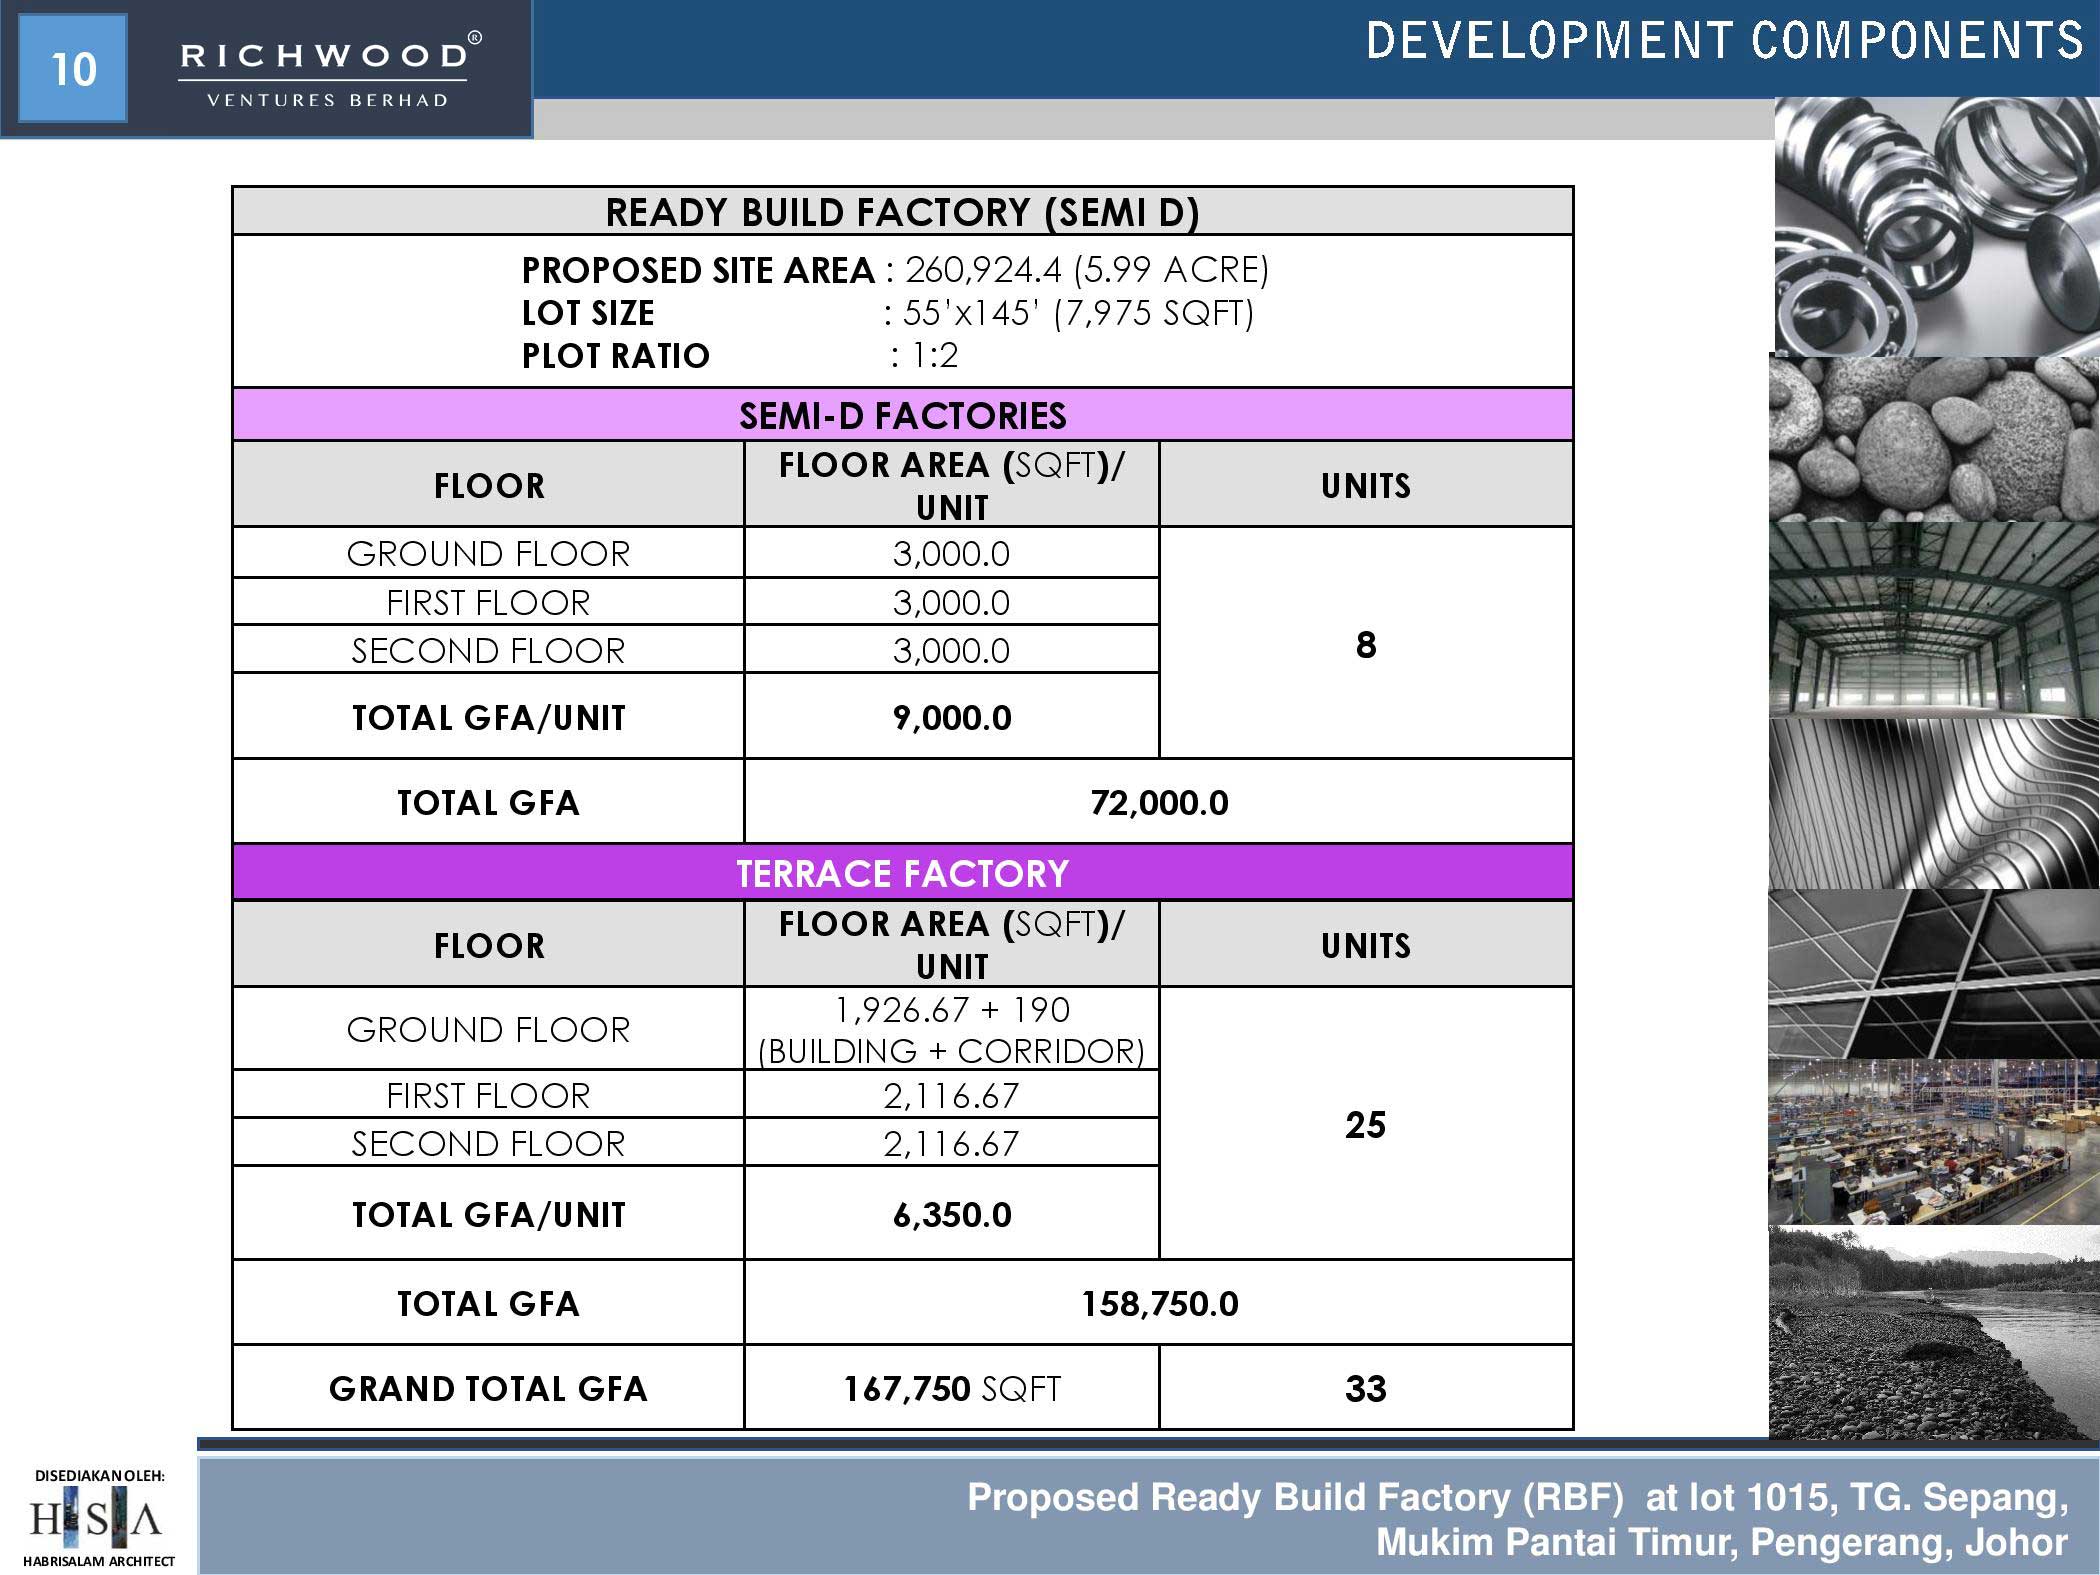 10
RICHWOOD®
VENTURES BERHAD
DEVELOPMENT COMPONENTS
READY BUILD FACTORY (SEMI D)
PROPOSED SITE AREA : 260,924.4 (5.99 ACRE)
LOT SIZE : 55'x145' (7,975 SQFT)
PLOT RATIO : 1:2
SEMI-D FACTORIES
FLOOR
FLOOR AREA (SQFT)/
UNIT
UNITS
GROUND FLOOR 3,000.0
FIRST FLOOR 3,000.0
SECOND FLOOR 3,000.0
8
TOTAL GFA/UNIT 9,000.0
TOTAL GFA 72,000.0
TERRACE FACTORY
FLOOR
FLOOR AREA (SQFT)/
UNIT
UNITS
GROUND FLOOR
1,926.67 + 190
(BUILDING + CORRIDOR)
FIRST FLOOR 2,116.67
SECOND FLOOR 2,116.67
25
TOTAL GFA/UNIT 6,350.0
TOTAL GFA 158,750.0
GRAND TOTAL GFA 167,750 SQFT 33
DISEDIAKAN OLEH:
HSA
HABRISALAM ARCHITECT
Proposed Ready Build Factory (RBF) at lot 1015, TG. Sepang,
Mukim Pantai Timur, Pengerang, Johor